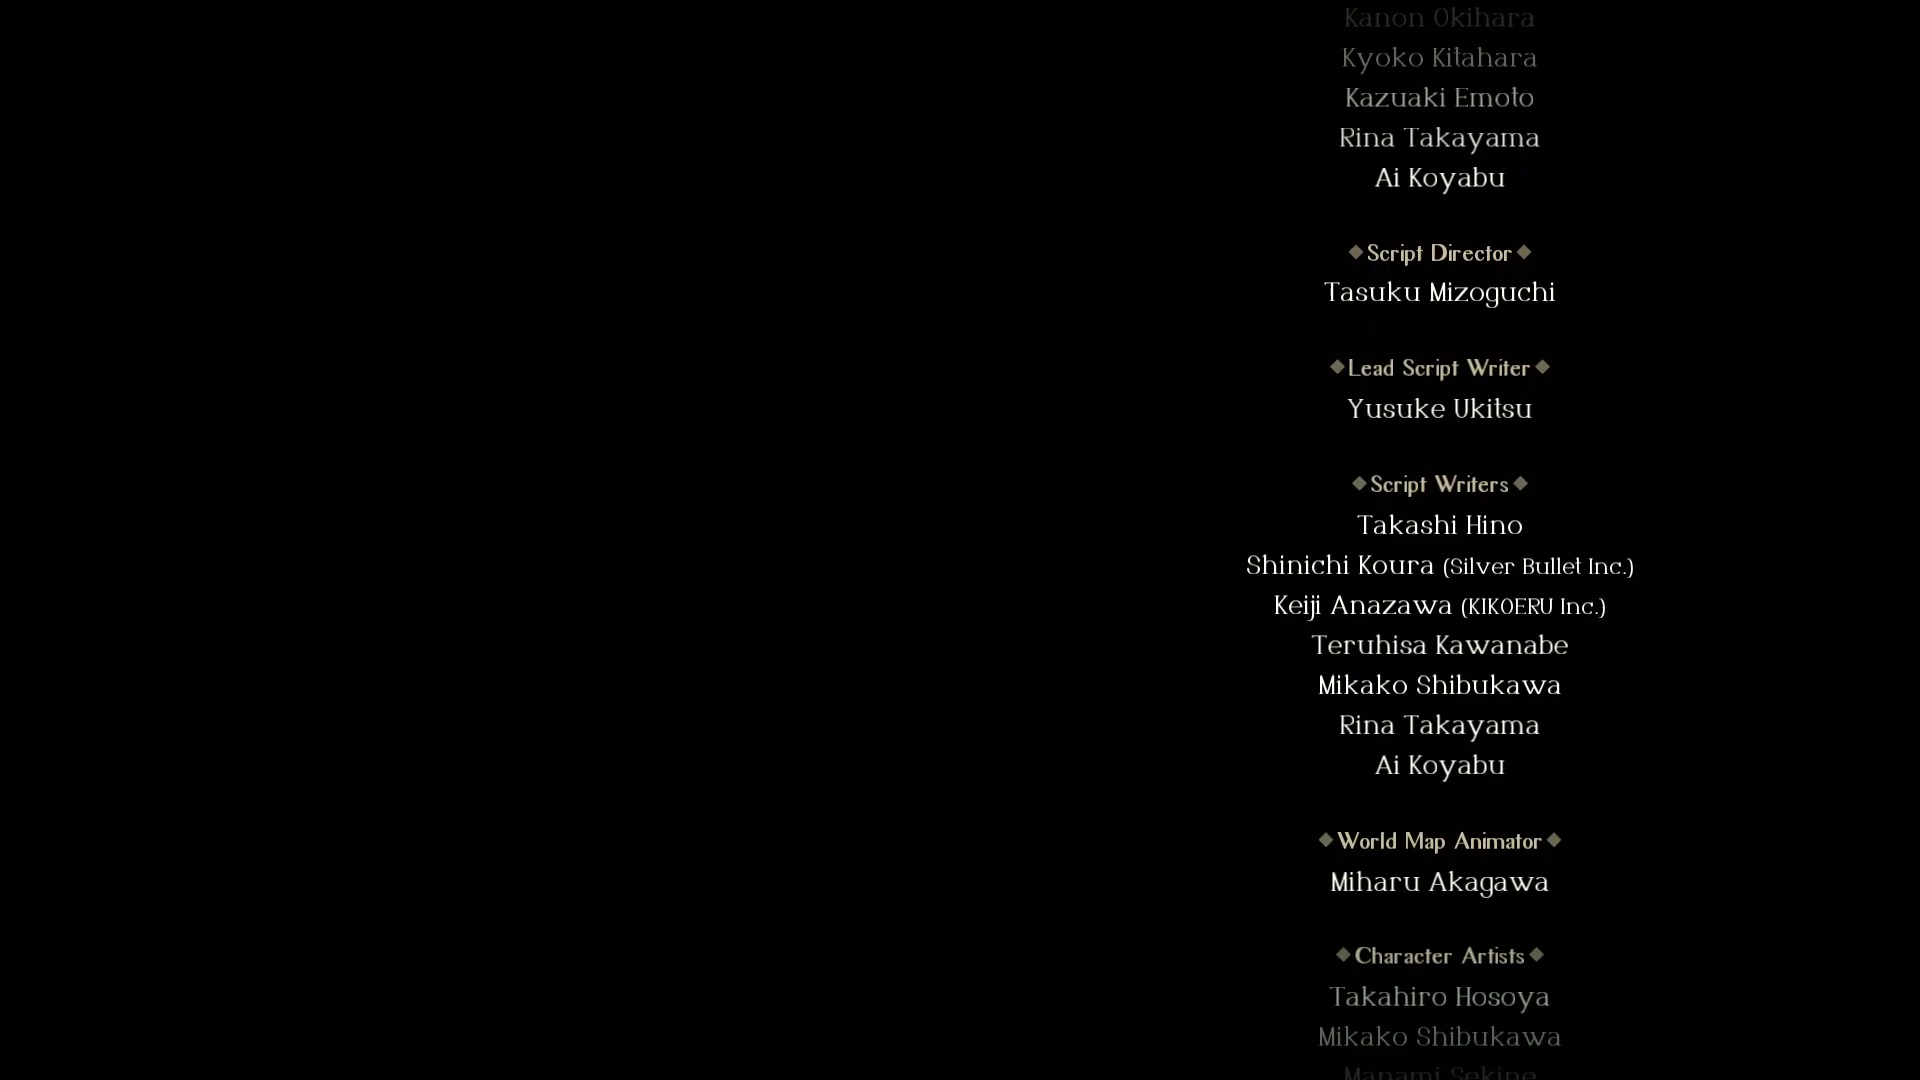 Kanon Okihara
Kyoko Kitahara
Kazuaki Emoto
Rina Takayama
Ai Koyabu
◆Script Director◆
Tasuku Mizoguchi
◆Lead Script Writer◆
Yusuke Ukitsu
◆Script Writers◆
Takashi Hino
Shinichi Koura (Silver Bullet Inc.)
Keiji Anazawa (KIKOERU Inc.)
Teruhisa Kawanabe
Mikako Shibukawa
Rina Takayama
Ai Koyabu
◆World Map Animator◆
Miharu Akagawa
◆Character Artists◆
Takahiro Hosoya
Mikako Shibukawa
Manami Sekine